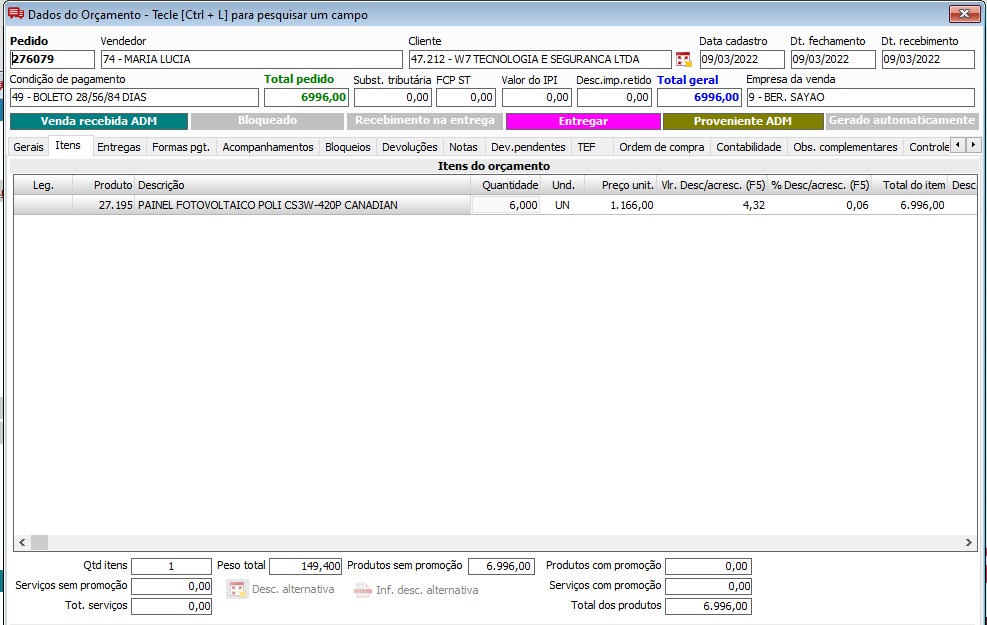 Dados do Orçamento - Tecle [Ctrl + L] para pesquisar um campo
Pedido Vendedor Cliente Data cadastro Dt. fechamento Dt. recebimento
276079 74 - MARIA LUCIA 47.212 - W7 TECNOLOGIA E SEGURANCA LTDA 09/03/2022 09/03/2022 09/03/2022
Condição de pagamento Total pedido Subst. tributária FCP ST Valor do IPI Desc.imp.retido Total geral Empresa da venda
49 - BOLETO 28/56/84 DIAS 6996,00 0,00 0,00 0,00 0,00 6996,00 9 - BER. SAYAO
Venda recebida ADM Bloqueado Recebimento na entrega Entregar Proveniente ADM Gerado automaticamente
Gerais Itens Entregas Formas pgt. Acompanhamentos Bloqueios Devoluções Notas Dev.pendentes TEF Ordem de compra Contabilidade Obs. complementares Controle
Itens do orçamento
Leg. Produto Descrição Quantidade Und. Preço unit. Vlr. Desc/acresc. (F5) % Desc/acresc. (F5) Total do item Desc.
27.195 PAINEL FOTOVOLTAICO POLI CS3W-420P CANADIAN 6,000 UN 1.166,00 4,32 0,06 6.996,00
Qtd itens 1 Peso total 149,400 Produtos sem promoção 6.996,00 Produtos com promoção 0,00
Serviços sem promoção 0,00 Desc. alternativa Inf. desc. alternativa Serviços com promoção 0,00
Tot. serviços 0,00 Total dos produtos 6.996,00